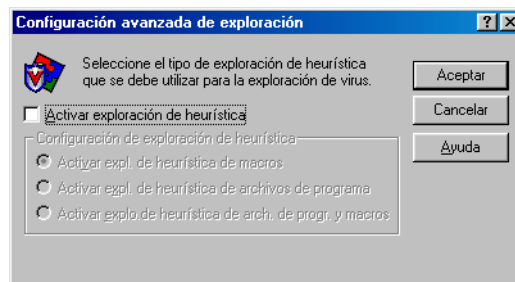 Configuración avanzada de exploración
Seleccione el tipo de exploración de heurística
que se debe utilizar para la exploración de virus.
Activar exploración de heurística
Configuración de exploración de heurística
Activar expl. de heurística de macros
Activar expl. de heurística de archivos de programa
Activar explo.de heurística de arch. de progr. y macros
Aceptar
Cancelar
Ayuda